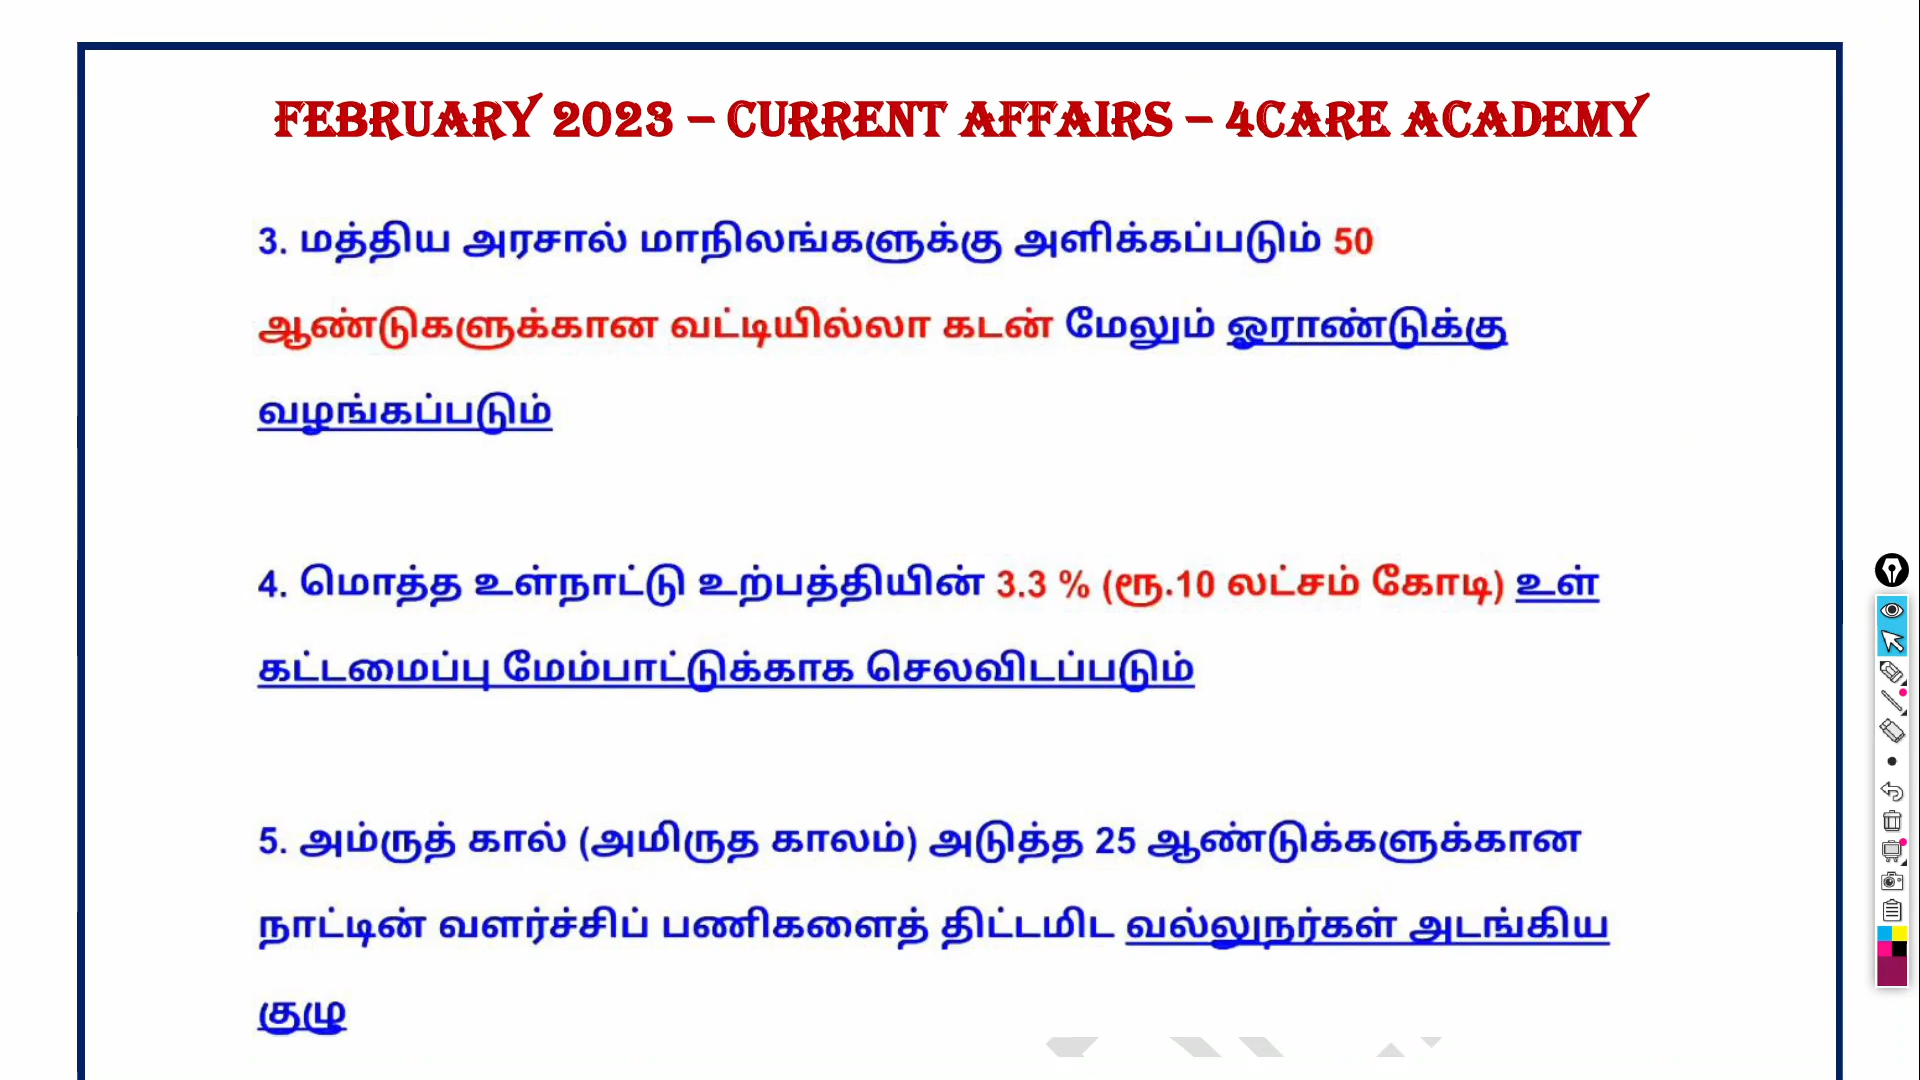 FEBRUARY 2023 – CURRENT AFFAIRS – 4CARE ACADEMY
3. மத்திய அரசால் மாநிலங்களுக்கு அளிக்கப்படும் 50
ஆண்டுகளுக்கான வட்டியில்லா கடன் மேலும் ஓராண்டுக்கு
வழங்கப்படும்
4. மொத்த உள்நாட்டு உற்பத்தியின் 3.3 % (ரூ.10 லட்சம் கோடி) உள்
கட்டமைப்பு மேம்பாட்டுக்காக செலவிடப்படும்
5. அம்ருத் கால் (அமிருத காலம்) அடுத்த 25 ஆண்டுக்களுக்கான
நாட்டின் வளர்ச்சிப் பணிகளைத் திட்டமிட வல்லுநர்கள் அடங்கிய
குழு